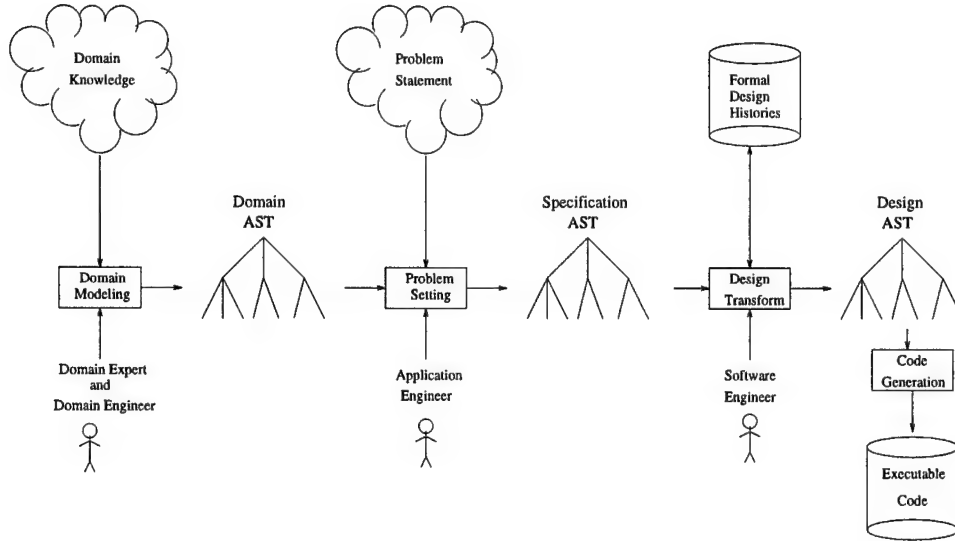 Domain
Knowledge
Problem
Statement
Formal
Design
Histories
Domain
AST
Specification
AST
Design
AST
Domain
Modeling
Problem
Setting
Design
Transform
Domain Expert
and
Domain Engineer
Application
Engineer
Software
Engineer
Code
Generation
Executable
Code